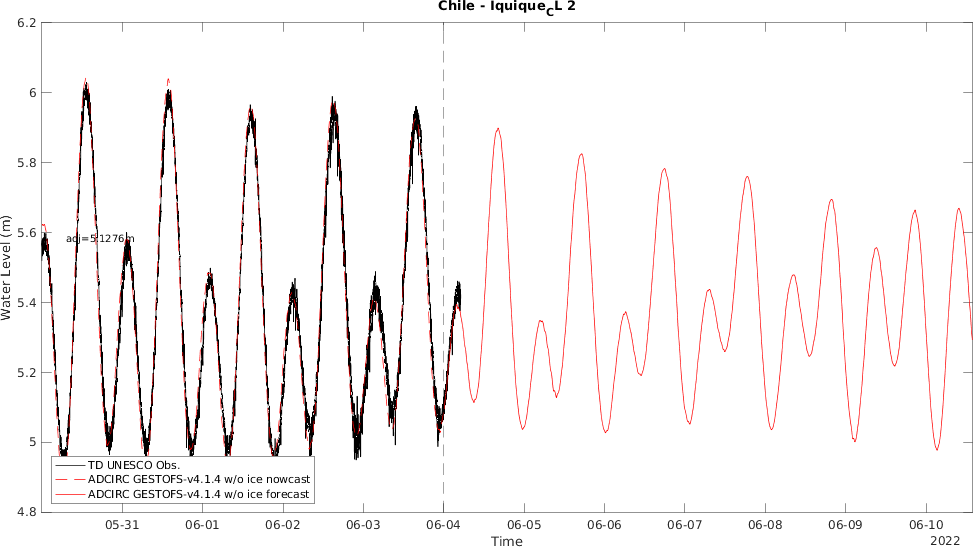 Chile - Iquique_CL 2
6.2
6
5.8
5.6
5.4
5.2
5
4.8
Water Level (m)
adj=5.1276m
TD UNESCO Obs.
ADCIRC GESTOFS-v4.1.4 w/o ice nowcast
ADCIRC GESTOFS-v4.1.4 w/o ice forecast
05-31 06-01 06-02 06-03 06-04 06-05 06-06 06-07 06-08 06-09 06-10
Time
2022